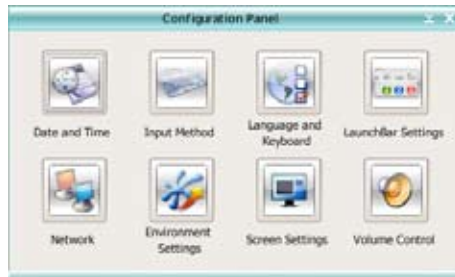 Configuration Panel
Date and Time
Input Method
Language and
Keyboard
LaunchBar Settings
Network
Environment
Settings
Screen Settings
Volume Control